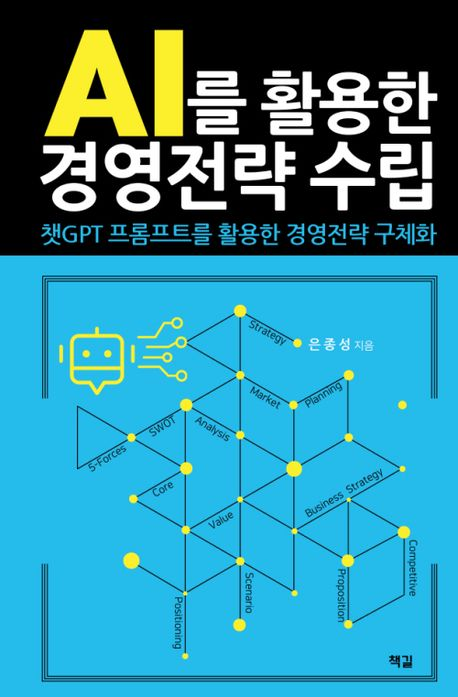 AI를 활용한
경영전략 수립
챗GPT 프롬프트를 활용한 경영전략 구체화
은종성 지음
Strategy
Market
Planning
SWOT
Analysis
5-Forces
Core
Value
Business Strategy
Competitive
Scenario
Proposition
Positioning
책길